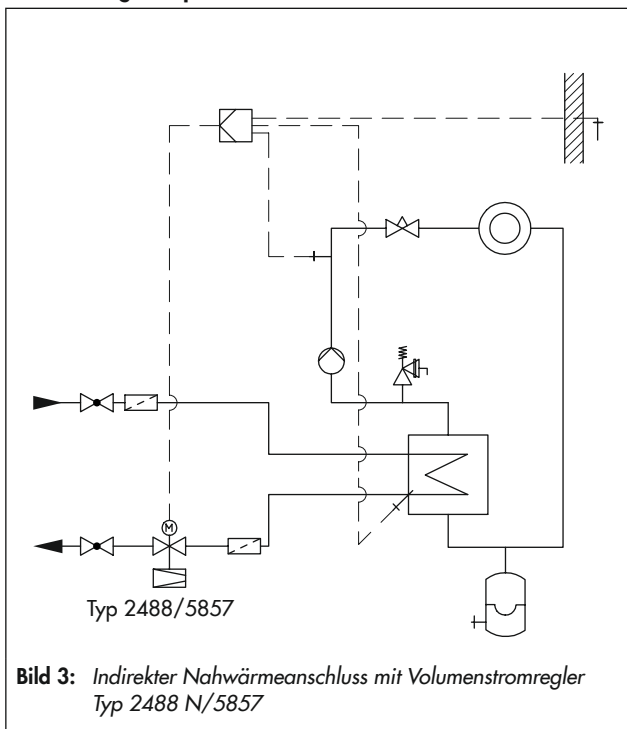 M
Typ 2488/5857
Bild 3: Indirekter Nahwärmeanschluss mit Volumenstromregler
Typ 2488 N/5857